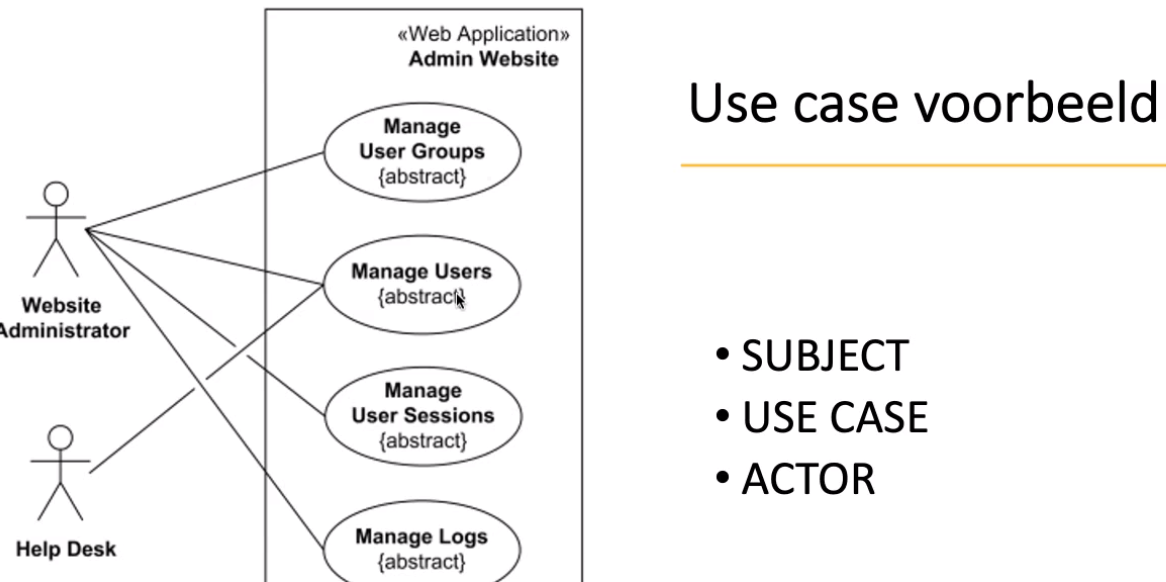 «Web Application»
Admin Website
Manage
User Groups
{abstract}
Manage Users
{abstract}
Manage
User Sessions
{abstract}
Manage Logs
{abstract}
Website
Administrator
Help Desk
Use case voorbeeld
• SUBJECT
• USE CASE
• ACTOR